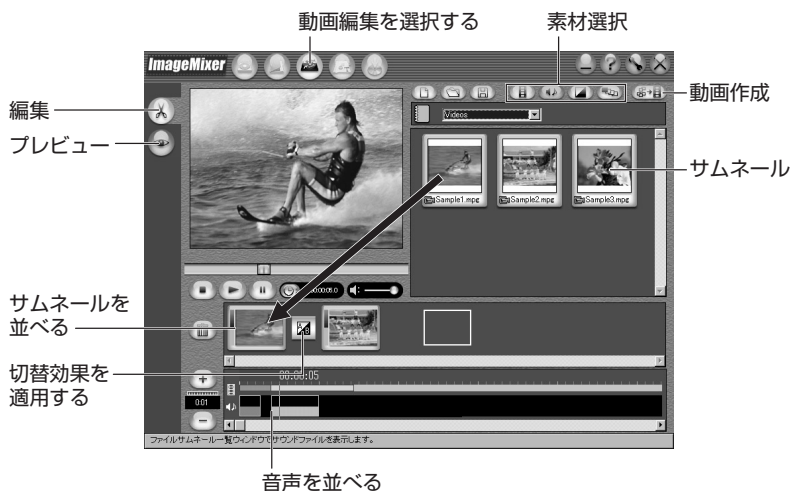 動画編集を選択する
素材選択
ImageMixer
編集
プレビュー
Videos
動画作成
サムネール
Sample1.mpg
Sample2.mpg
Sample3.mpg
サムネールを
並べる
切替効果を
適用する
00:00:05
0:01
ファイルサムネール一覧ウィンドウでサウンドファイルを表示します。
音声を並べる